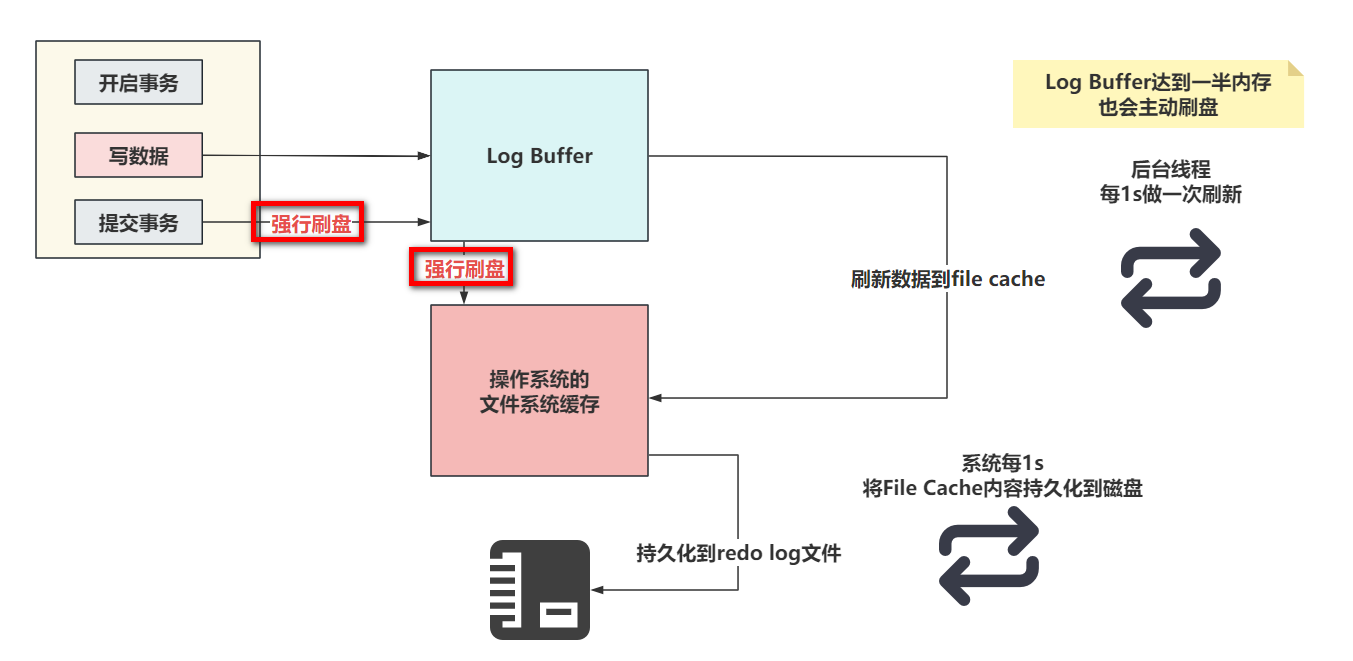 开启事务
写数据
提交事务
强行刷盘
Log Buffer
强行刷盘
操作系统的
文件系统缓存
Log Buffer达到一半内存
也会主动刷盘
后台线程
每1s做一次刷新
刷新数据到file cache
系统每1s
将File Cache内容持久化到磁盘
持久化到redo log文件